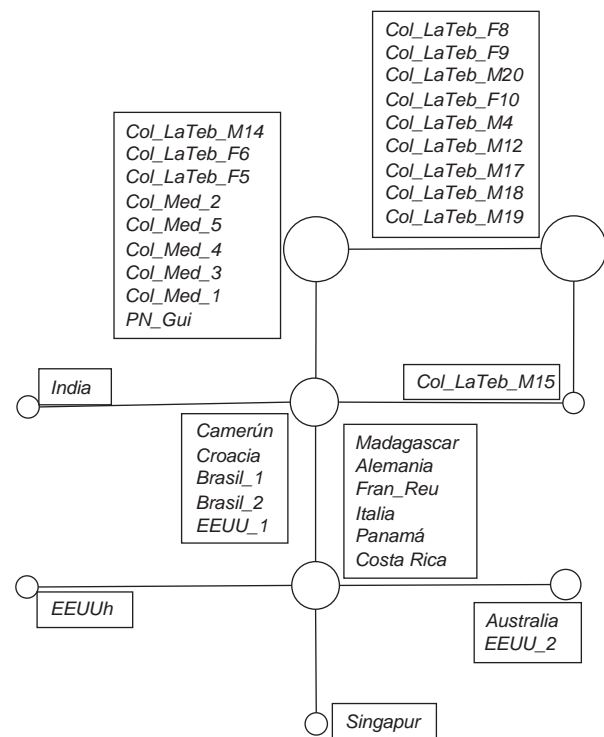 Col_LaTeb_F8
Col_LaTeb_F9
Col_LaTeb_M20
Col_LaTeb_F10
Col_LaTeb_M4
Col_LaTeb_M12
Col_LaTeb_M17
Col_LaTeb_M18
Col_LaTeb_M19
Col_LaTeb_M14
Col_LaTeb_F6
Col_LaTeb_F5
Col_Med_2
Col_Med_5
Col_Med_4
Col_Med_3
Col_Med_1
PN_Gui
India
Col_LaTeb_M15
Camerún
Croacia
Brasil_1
Brasil_2
EEUU_1
Madagascar
Alemania
Fran_Reu
Italia
Panamá
Costa Rica
EEUUh
Australia
EEUU_2
Singapur